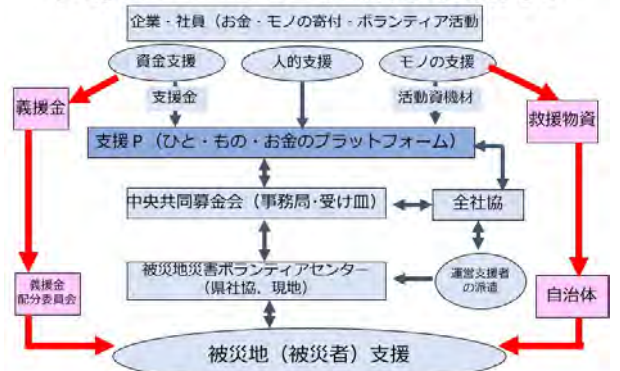 企業・社員（お金・モノの寄付・ボランティア活動
資金支援
人的支援
モノの支援
義援金
支援金
活動資機材
救援物資
支援Ｐ（ひと・もの・お金のプラットフォーム）
中央共同募金会（事務局・受け皿）
全社協
義援金
配分委員会
被災地災害ボランティアセンター
（県社協、現地）
運営支援者
の派遣
自治体
被災地（被災者）支援